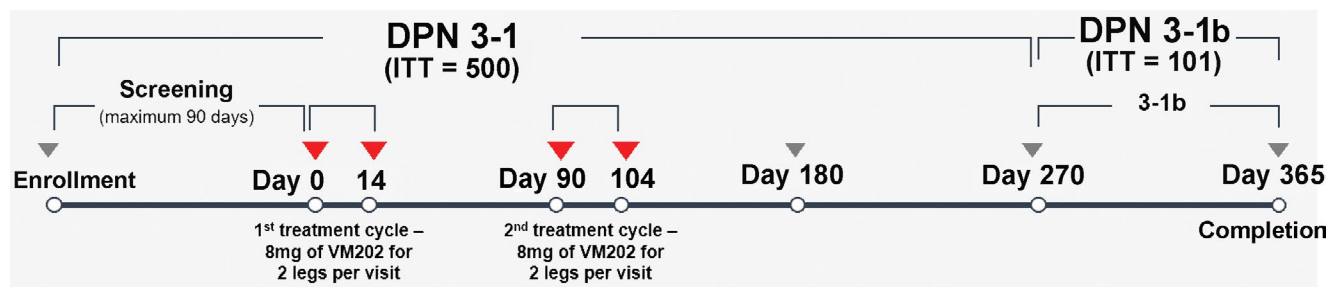 DPN 3-1
(ITT = 500)
DPN 3-1b
(ITT = 101)
Screening
(maximum 90 days)
3-1b
Enrollment
Day 0
14
Day 90
104
Day 180
Day 270
Day 365
1st treatment cycle –
8mg of VM202 for
2 legs per visit
2nd treatment cycle –
8mg of VM202 for
2 legs per visit
Completion